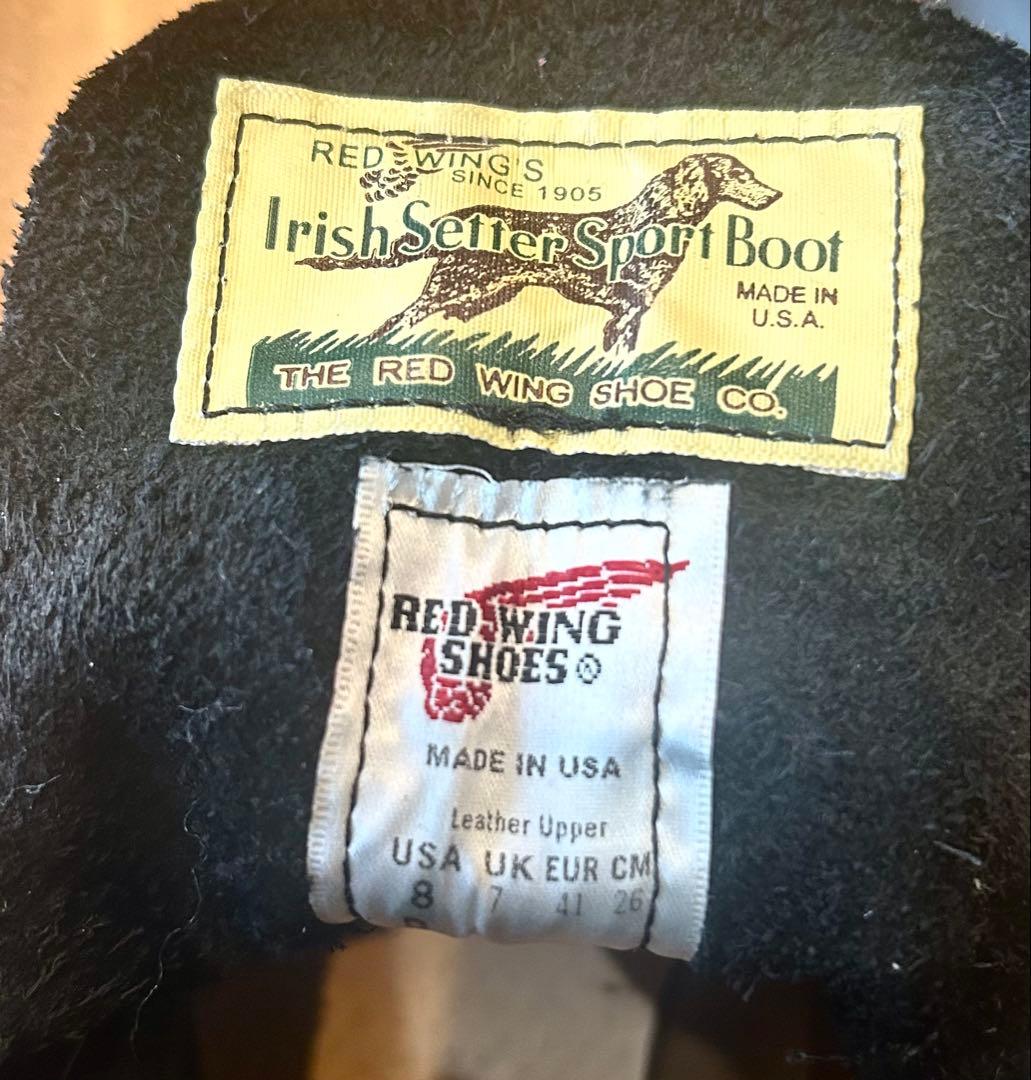 RED WING'S
SINCE 1905
Irish Setter Sport Boot
MADE IN
U.S.A.
THE RED WING SHOE CO.
RED WING
SHOES®
MADE IN USA
Leather Upper
USA UK EUR CM
8 7 41 26